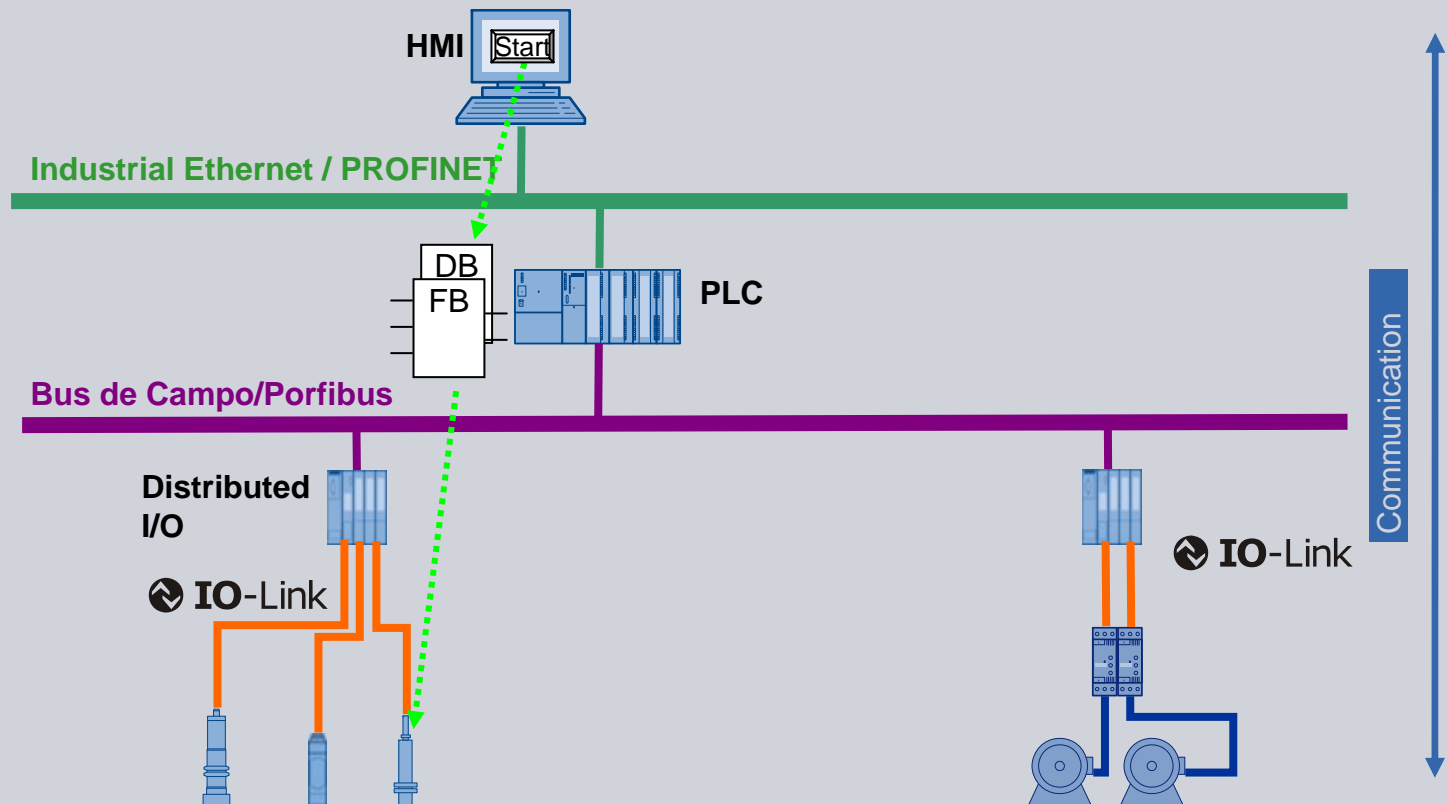 HMI
Start
Industrial Ethernet / PROFINET
DB
FB
PLC
Bus de Campo/Porfibus
Distributed
I/O
IO-Link
IO-Link
Communication